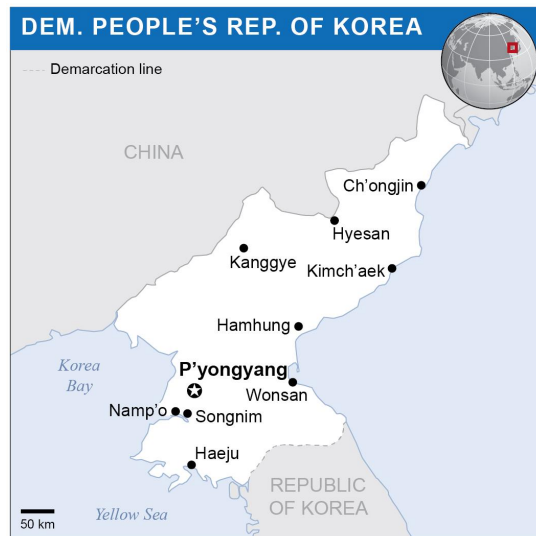 DEM. PEOPLE'S REP. OF KOREA
Demarcation line
CHINA
Ch'ongjin
Hyesan
Kanggye
Kimch'aek
Hamhung
Korea
Bay
P'yongyang
Wonsan
Namp'o
Songnim
Haeju
REPUBLIC
OF KOREA
Yellow Sea
50 km